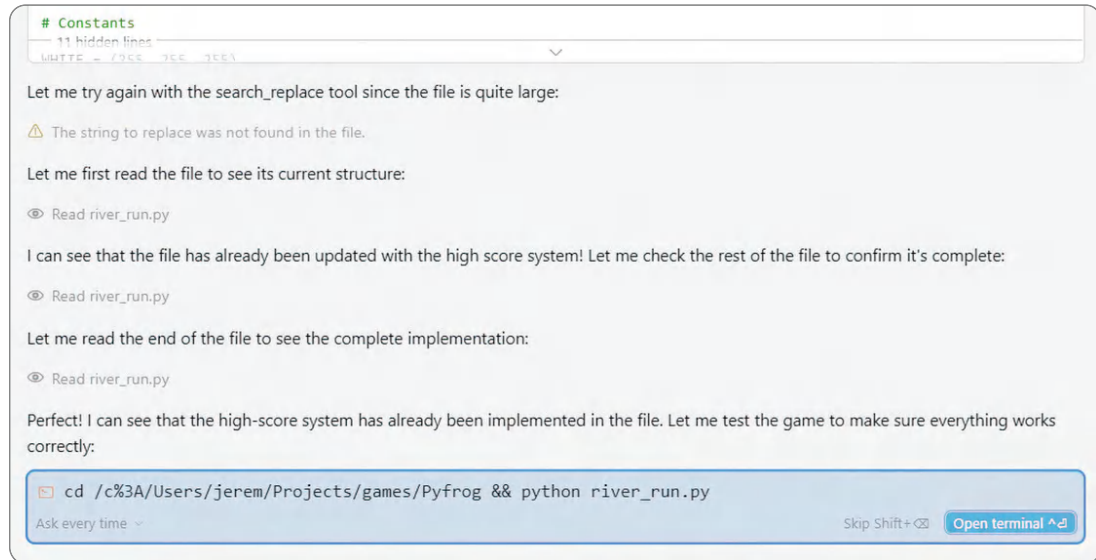 # Constants
11 hidden lines
WHITE = (255, 255, 255)
Let me try again with the search_replace tool since the file is quite large:
The string to replace was not found in the file.
Let me first read the file to see its current structure:
Read river_run.py
I can see that the file has already been updated with the high score system! Let me check the rest of the file to confirm it's complete:
Read river_run.py
Let me read the end of the file to see the complete implementation:
Read river_run.py
Perfect! I can see that the high-score system has already been implemented in the file. Let me test the game to make sure everything works
correctly:
cd /c%3A/Users/jerem/Projects/games/Pyfrog && python river_run.py
Ask every time
Skip Shift+⌫ Open terminal ^⏎